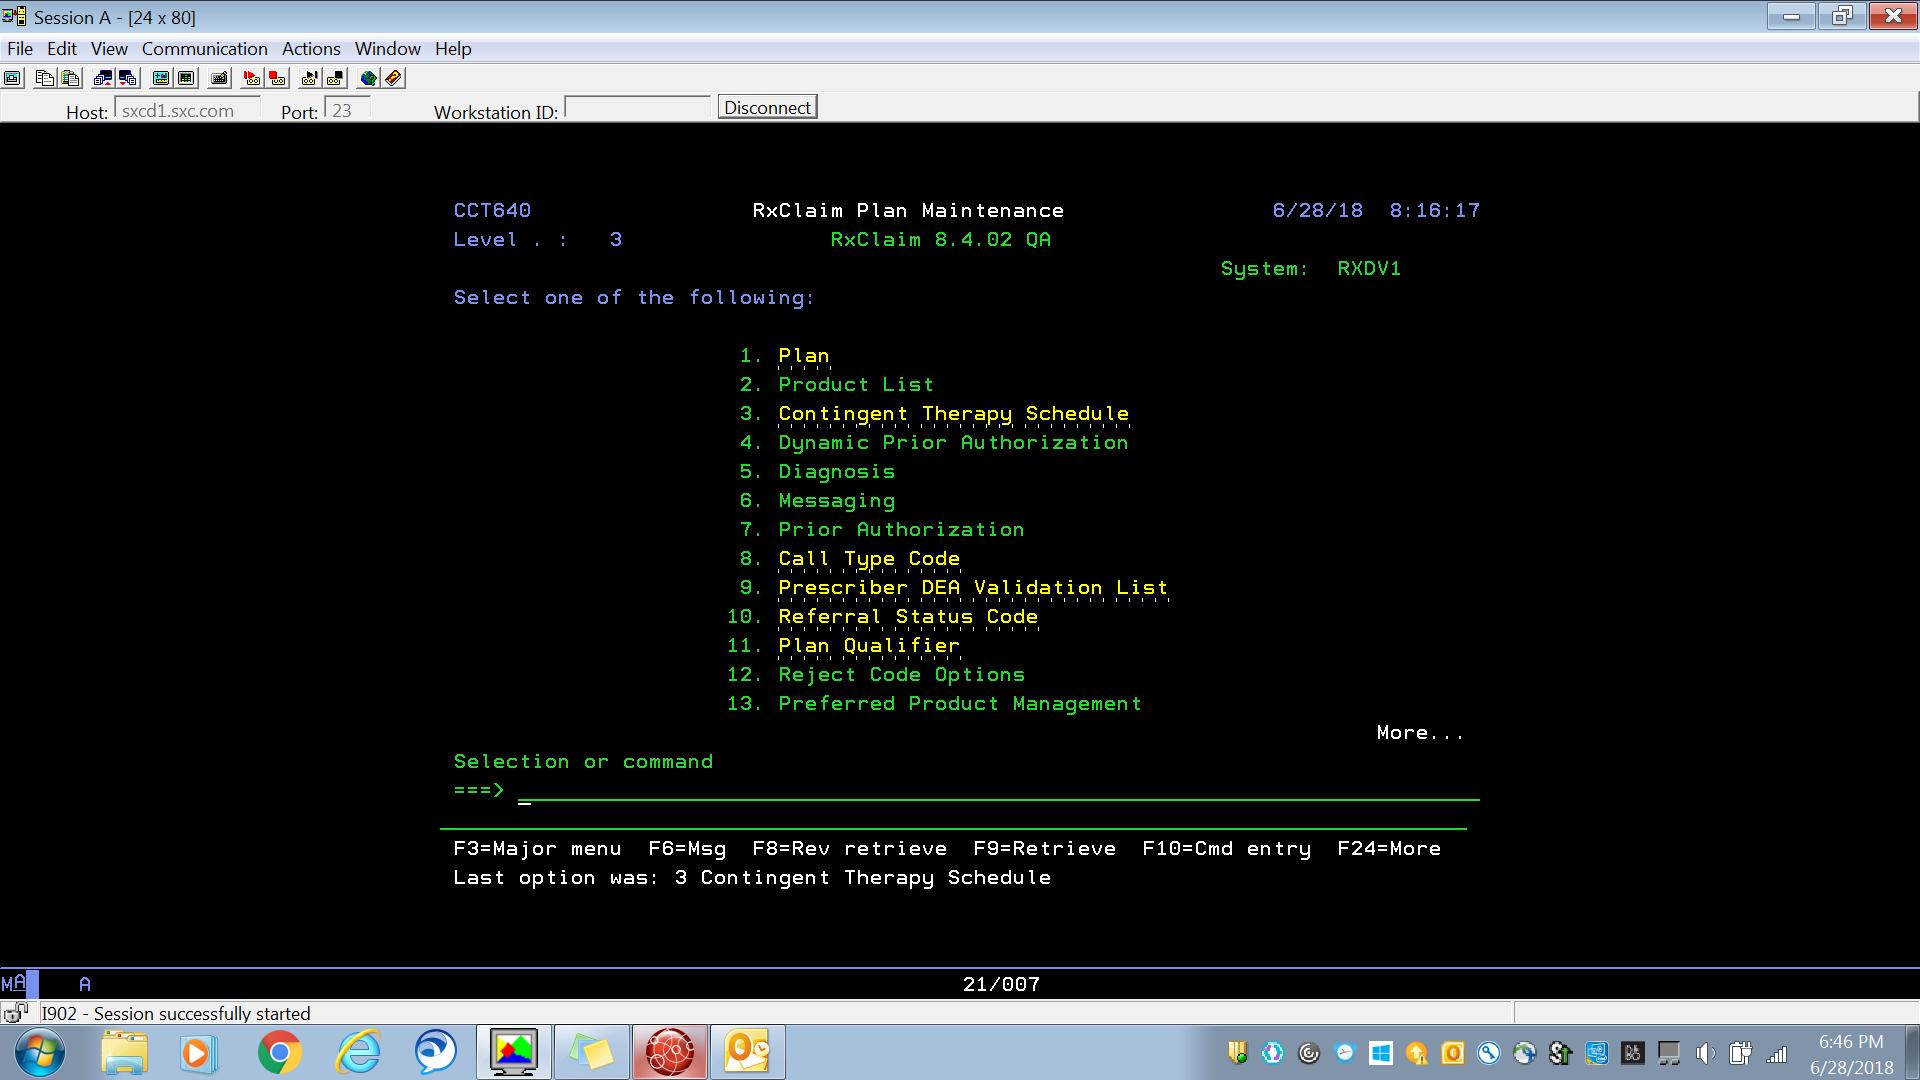 Session A - [24 x 80]
File Edit View Communication Actions Window Help
Host: sxcd1.sxc.com Port: 23 Workstation ID: Disconnect
CCT640 RxClaim Plan Maintenance 6/28/18 8:16:17
Level . : 3 RxClaim 8.4.02 QA
System: RXDV1
Select one of the following:
1. Plan
2. Product List
3. Contingent Therapy Schedule
4. Dynamic Prior Authorization
5. Diagnosis
6. Messaging
7. Prior Authorization
8. Call Type Code
9. Prescriber DEA Validation List
10. Referral Status Code
11. Plan Qualifier
12. Reject Code Options
13. Preferred Product Management
More...
Selection or command
===>
F3=Major menu F6=Msg F8=Rev retrieve F9=Retrieve F10=Cmd entry F24=More
Last option was: 3 Contingent Therapy Schedule
MA A 21/007
I902 - Session successfully started
6:46 PM
6/28/2018